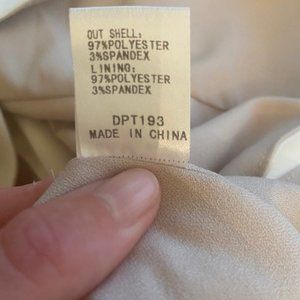 OUT SHELL:
97%POLYESTER
3%SPANDEX
LINING:
97%POLYESTER
3%SPANDEX
DPT193
MADE IN CHINA